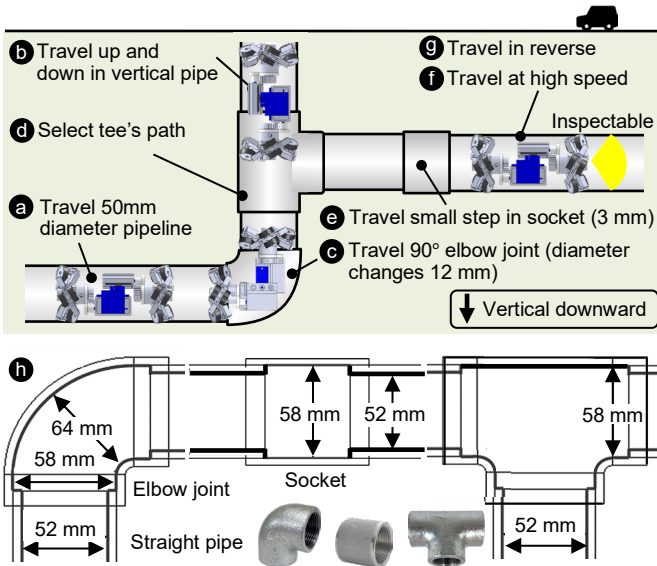 b Travel up and
down in vertical pipe
g Travel in reverse
f Travel at high speed
d Select tee's path
Inspectable
a Travel 50mm
diameter pipeline
e Travel small step in socket (3 mm)
c Travel 90° elbow joint (diameter
changes 12 mm)
Vertical downward
h
64 mm
58 mm
58 mm
52 mm
58 mm
Elbow joint
Socket
52 mm
Straight pipe
52 mm